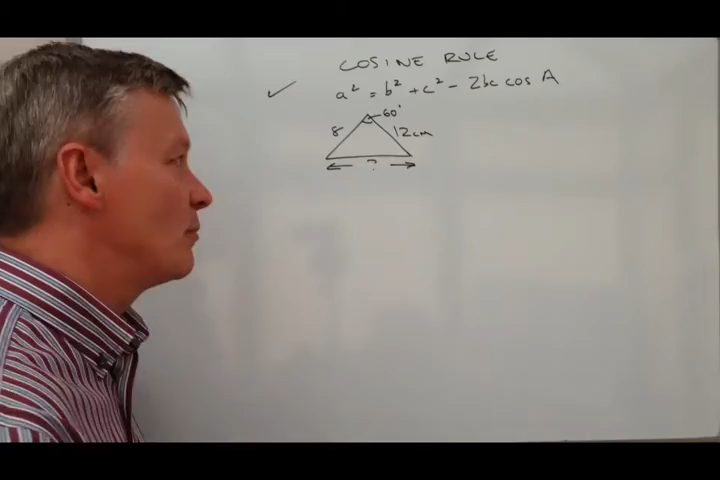 COSINE RULE
a² = b² + c² - 2bc cos A
60°
8 12cm
?